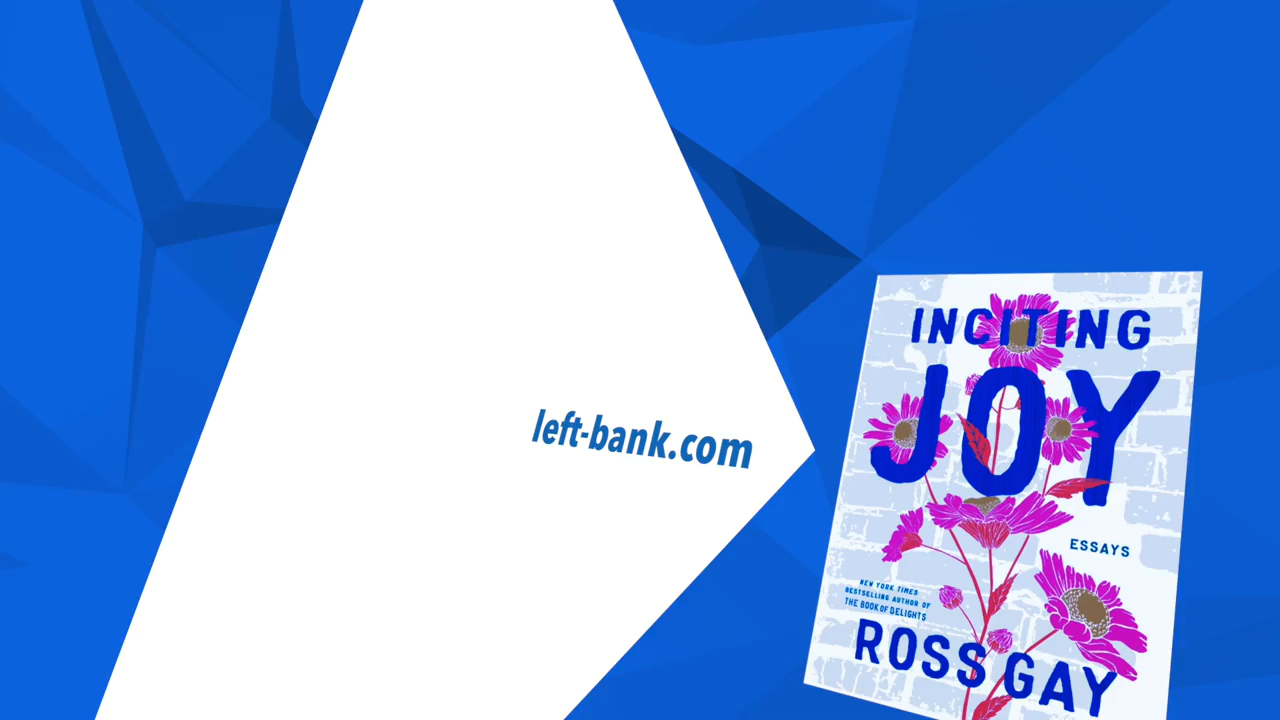 left-bank.com
INCITING
JOY
ESSAYS
NEW YORK TIMES
BESTSELLING AUTHOR OF
THE BOOK OF DELIGHTS
ROSS GAY